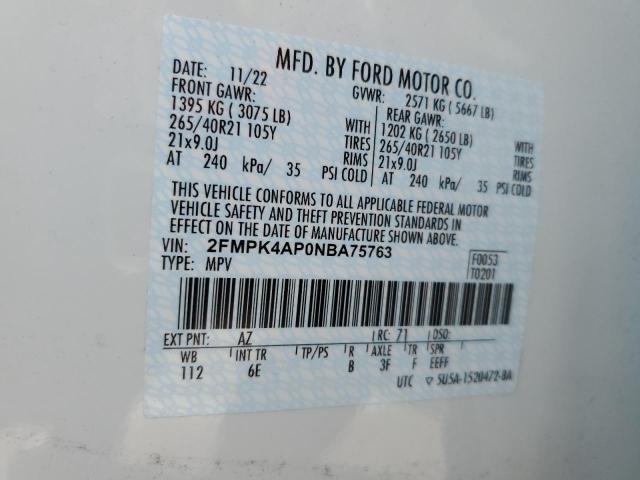 MFD. BY FORD MOTOR CO.
DATE: 11/22 GVWR: 2571 KG ( 5667 LB)
FRONT GAWR: REAR GAWR:
1395 KG ( 3075 LB) WITH 1202 KG ( 2650 LB) WITH
265/40R21 105Y TIRES 265/40R21 105Y TIRES
21x9.0J RIMS 21x9.0J RIMS
AT 240 kPa/ 35 PSI COLD AT 240 kPa/ 35 PSI COLD
THIS VEHICLE CONFORMS TO ALL APPLICABLE FEDERAL MOTOR
VEHICLE SAFETY AND THEFT PREVENTION STANDARDS IN
EFFECT ON THE DATE OF MANUFACTURE SHOWN ABOVE.
VIN: 2FMPK4AP0NBA75763 F0053
TYPE: MPV T0201
EXT PNT: AZ RC: 71 DSO:
WB INT TR TP/PS R AXLE TR SPR
112 6E B 3F F EEFF
UTC 5U5A-1520472-BA